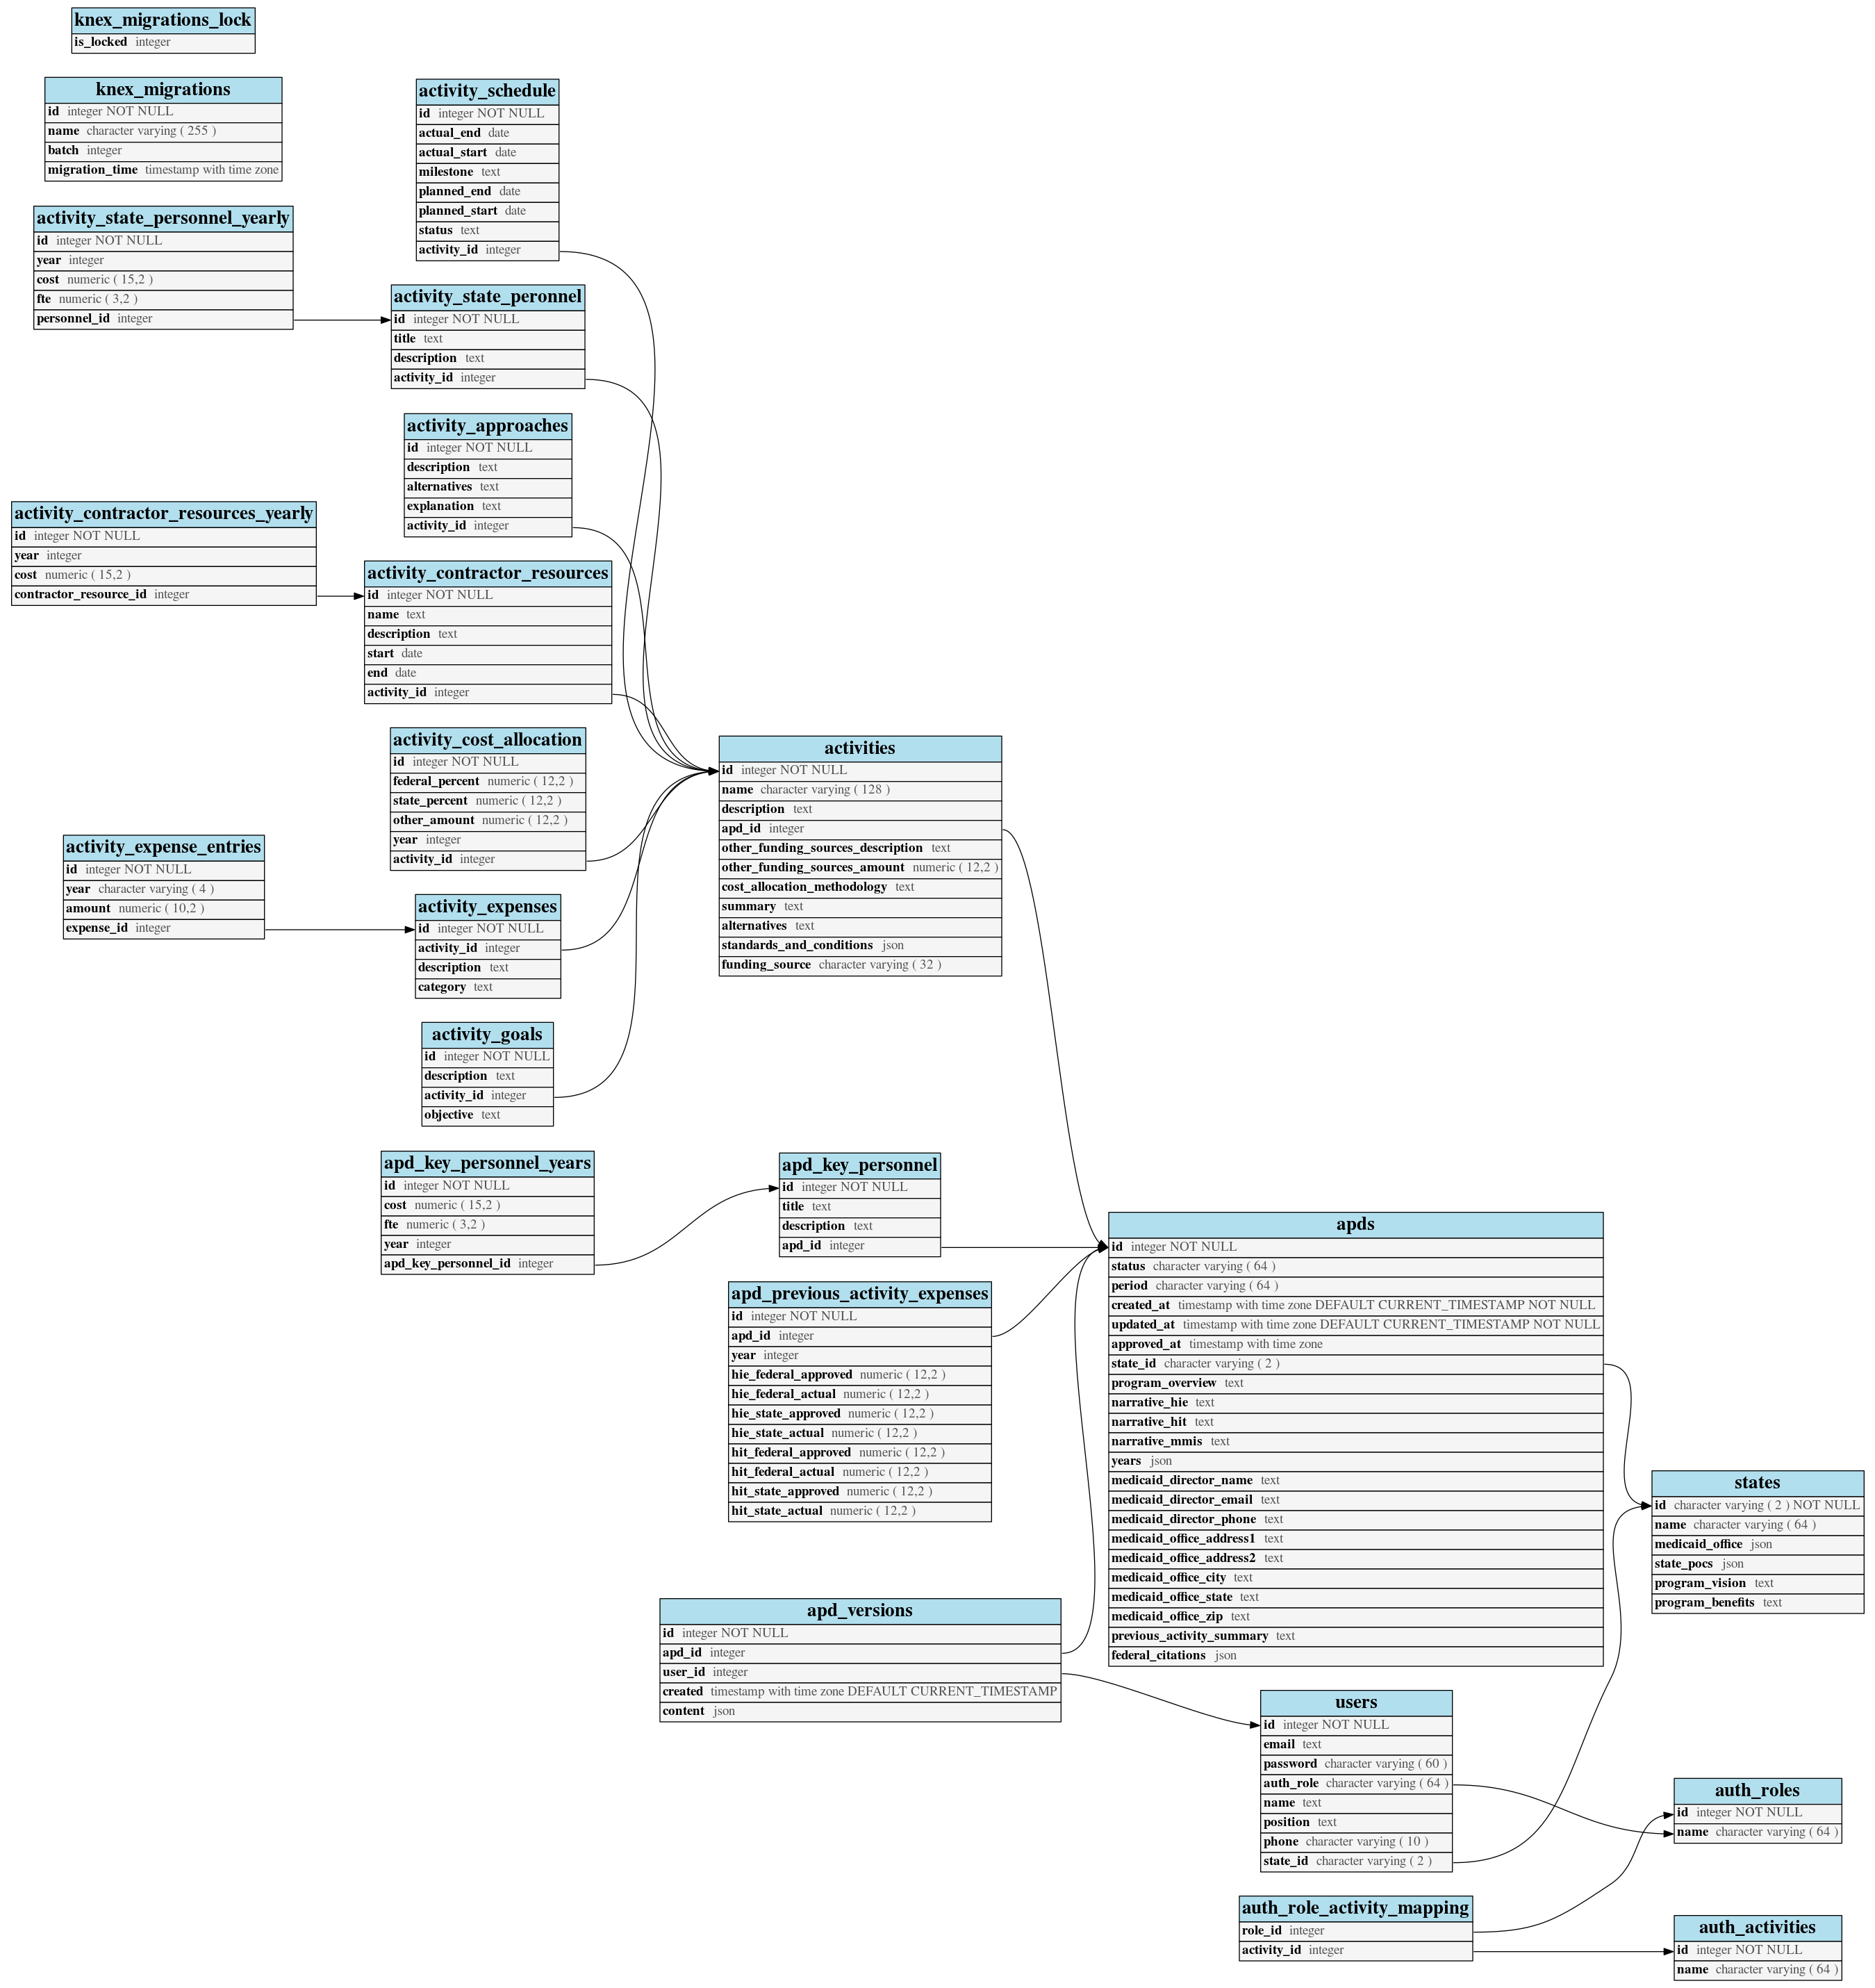 knex_migrations_lock
is_locked integer
knex_migrations
id integer NOT NULL
name character varying ( 255 )
batch integer
migration_time timestamp with time zone
activity_state_personnel_yearly
id integer NOT NULL
year integer
cost numeric ( 15,2 )
fte numeric ( 3,2 )
personnel_id integer
activity_contractor_resources_yearly
id integer NOT NULL
year integer
cost numeric ( 15,2 )
contractor_resource_id integer
activity_expense_entries
id integer NOT NULL
year character varying ( 4 )
amount numeric ( 10,2 )
expense_id integer
activity_schedule
id integer NOT NULL
actual_end date
actual_start date
milestone text
planned_end date
planned_start date
status text
activity_id integer
activity_state_peronnel
id integer NOT NULL
title text
description text
activity_id integer
activity_approaches
id integer NOT NULL
description text
alternatives text
explanation text
activity_id integer
activity_contractor_resources
id integer NOT NULL
name text
description text
start date
end date
activity_id integer
activity_cost_allocation
id integer NOT NULL
federal_percent numeric ( 12,2 )
state_percent numeric ( 12,2 )
other_amount numeric ( 12,2 )
year integer
activity_id integer
activity_expenses
id integer NOT NULL
activity_id integer
description text
category text
activity_goals
id integer NOT NULL
description text
activity_id integer
objective text
apd_key_personnel_years
id integer NOT NULL
cost numeric ( 15,2 )
fte numeric ( 3,2 )
year integer
apd_key_personnel_id integer
activities
id integer NOT NULL
name character varying ( 128 )
description text
apd_id integer
other_funding_sources_description text
other_funding_sources_amount numeric ( 12,2 )
cost_allocation_methodology text
summary text
alternatives text
standards_and_conditions json
funding_source character varying ( 32 )
apd_key_personnel
id integer NOT NULL
title text
description text
apd_id integer
apd_previous_activity_expenses
id integer NOT NULL
apd_id integer
year integer
hie_federal_approved numeric ( 12,2 )
hie_federal_actual numeric ( 12,2 )
hie_state_approved numeric ( 12,2 )
hie_state_actual numeric ( 12,2 )
hit_federal_approved numeric ( 12,2 )
hit_federal_actual numeric ( 12,2 )
hit_state_approved numeric ( 12,2 )
hit_state_actual numeric ( 12,2 )
apd_versions
id integer NOT NULL
apd_id integer
user_id integer
created timestamp with time zone DEFAULT CURRENT_TIMESTAMP
content json
apds
id integer NOT NULL
status character varying ( 64 )
period character varying ( 64 )
created_at timestamp with time zone DEFAULT CURRENT_TIMESTAMP NOT NULL
updated_at timestamp with time zone DEFAULT CURRENT_TIMESTAMP NOT NULL
approved_at timestamp with time zone
state_id character varying ( 2 )
program_overview text
narrative_hie text
narrative_hit text
narrative_mmis text
years json
medicaid_director_name text
medicaid_director_email text
medicaid_director_phone text
medicaid_office_address1 text
medicaid_office_address2 text
medicaid_office_city text
medicaid_office_state text
medicaid_office_zip text
previous_activity_summary text
federal_citations json
users
id integer NOT NULL
email text
password character varying ( 60 )
auth_role character varying ( 64 )
name text
position text
phone character varying ( 10 )
state_id character varying ( 2 )
auth_role_activity_mapping
role_id integer
activity_id integer
states
id character varying ( 2 ) NOT NULL
name character varying ( 64 )
medicaid_office json
state_pocs json
program_vision text
program_benefits text
auth_roles
id integer NOT NULL
name character varying ( 64 )
auth_activities
id integer NOT NULL
name character varying ( 64 )